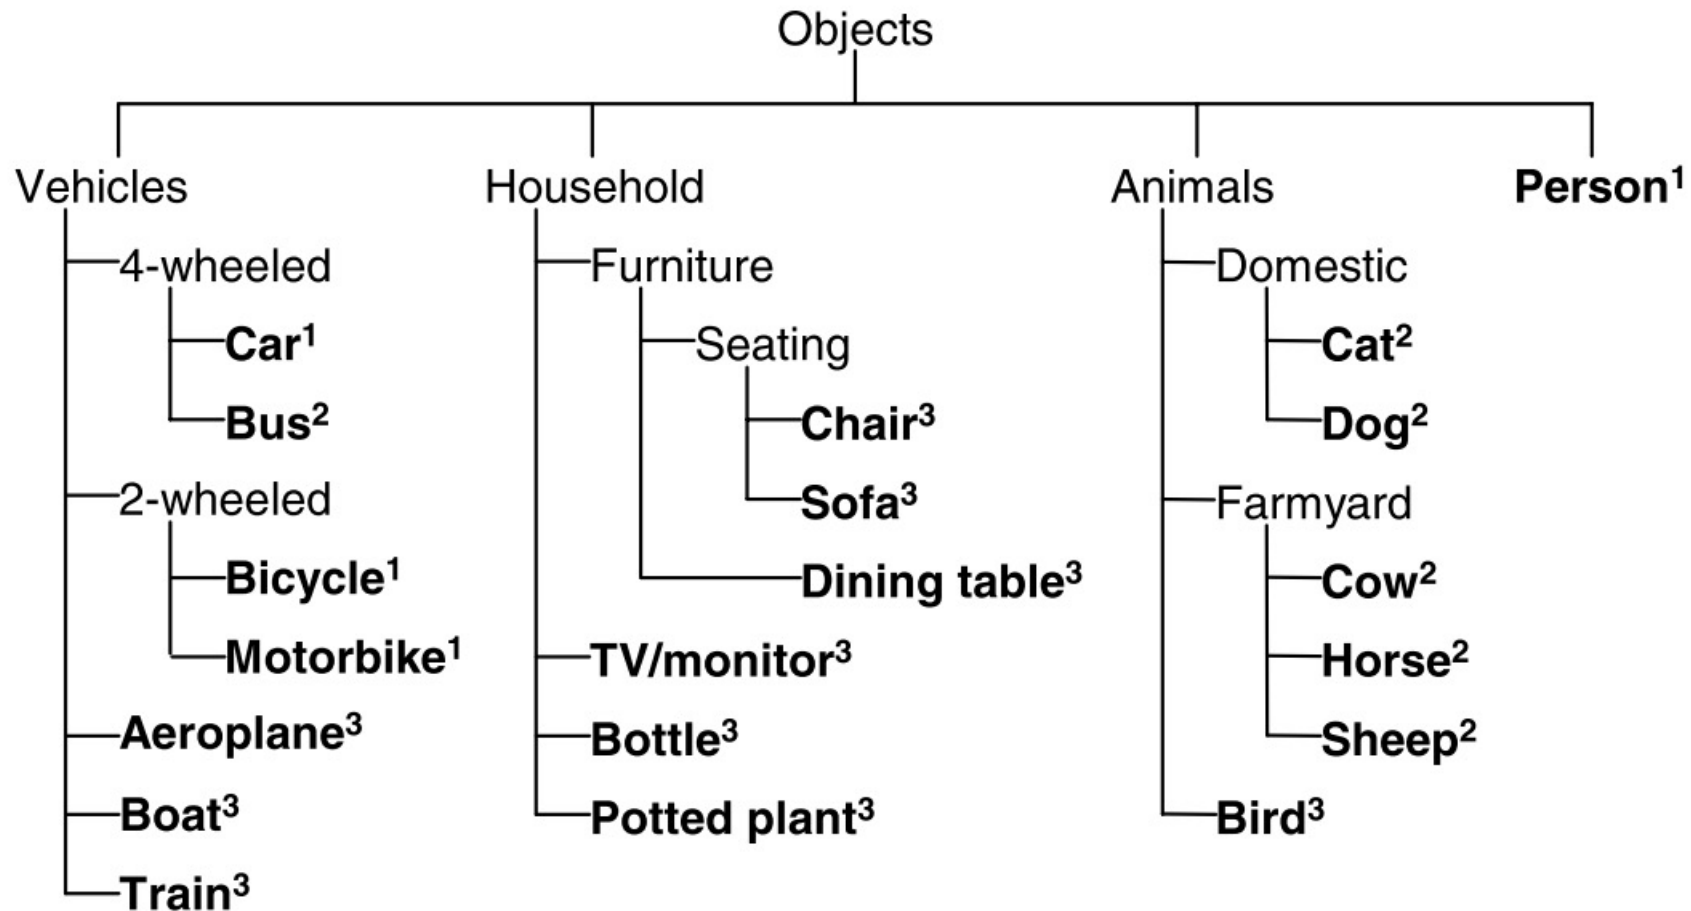 Objects
Vehicles
4-wheeled
Car¹
Bus²
2-wheeled
Bicycle¹
Motorbike¹
Aeroplane³
Boat³
Train³
Household
Furniture
Seating
Chair³
Sofa³
Dining table³
TV/monitor³
Bottle³
Potted plant³
Animals
Domestic
Cat²
Dog²
Farmyard
Cow²
Horse²
Sheep²
Bird³
Person¹